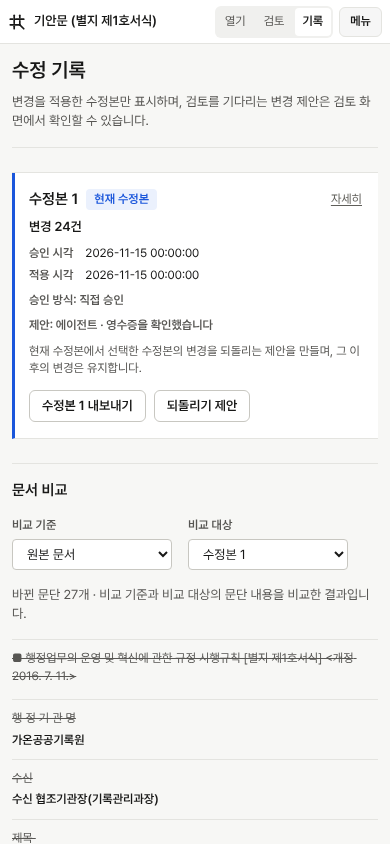 기안문 (별지 제1호서식)
열기 검토 기록 메뉴
수정 기록
변경을 적용한 수정본만 표시하며, 검토를 기다리는 변경 제안은 검토 화
면에서 확인할 수 있습니다.
수정본 1 현재 수정본 자세히
변경 24건
승인 시각 2026-11-15 00:00:00
적용 시각 2026-11-15 00:00:00
승인 방식: 직접 승인
제안: 에이전트 · 영수증을 확인했습니다
현재 수정본에서 선택한 수정본의 변경을 되돌리는 제안을 만들며, 그 이
후의 변경은 유지합니다.
수정본 1 내보내기 되돌리기 제안
문서 비교
비교 기준 비교 대상
원본 문서 수정본 1
바뀐 문단 27개 · 비교 기준과 비교 대상의 문단 내용을 비교한 결과입니
다.
■ 행정업무의 운영 및 혁신에 관한 규정 시행규칙 [별지 제1호서식] <개정
2016. 7. 11.>
행 정 기 관 명
가온공공기록원
수신
수신 협조기관장(기록관리과장)
제목